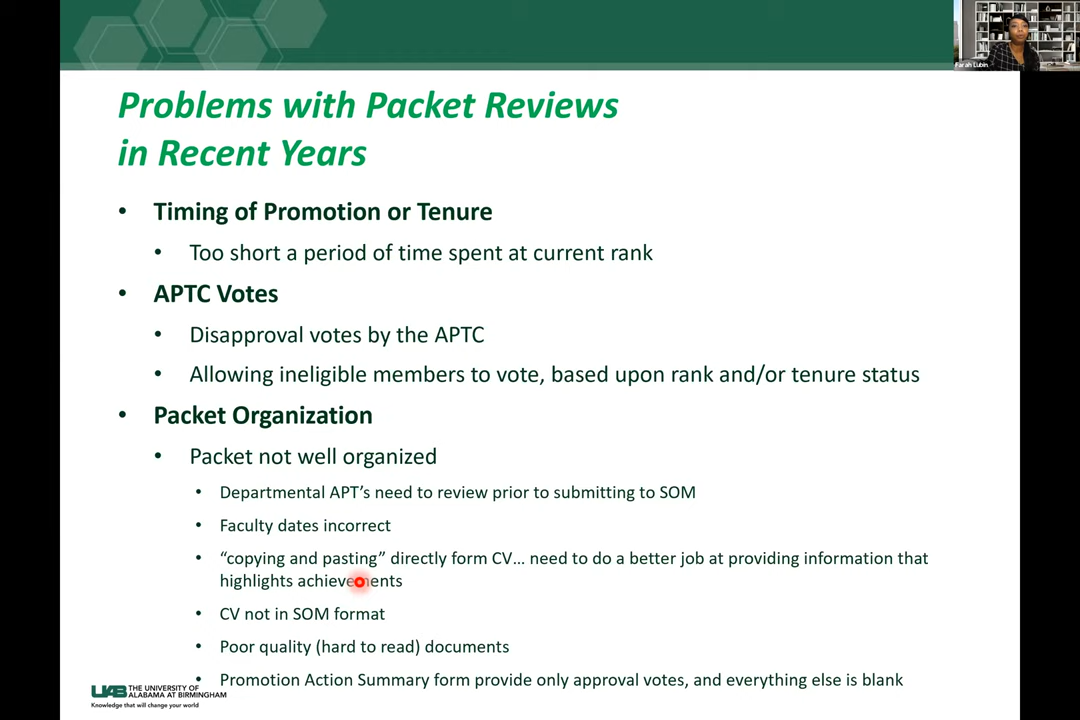 Farah Lubin
Problems with Packet Reviews
in Recent Years
• Timing of Promotion or Tenure
• Too short a period of time spent at current rank
• APTC Votes
• Disapproval votes by the APTC
• Allowing ineligible members to vote, based upon rank and/or tenure status
• Packet Organization
• Packet not well organized
• Departmental APT’s need to review prior to submitting to SOM
• Faculty dates incorrect
• “copying and pasting” directly form CV… need to do a better job at providing information that
highlights achievements
• CV not in SOM format
• Poor quality (hard to read) documents
• Promotion Action Summary form provide only approval votes, and everything else is blank
UAB THE UNIVERSITY OF
ALABAMA AT BIRMINGHAM
Knowledge that will change your world